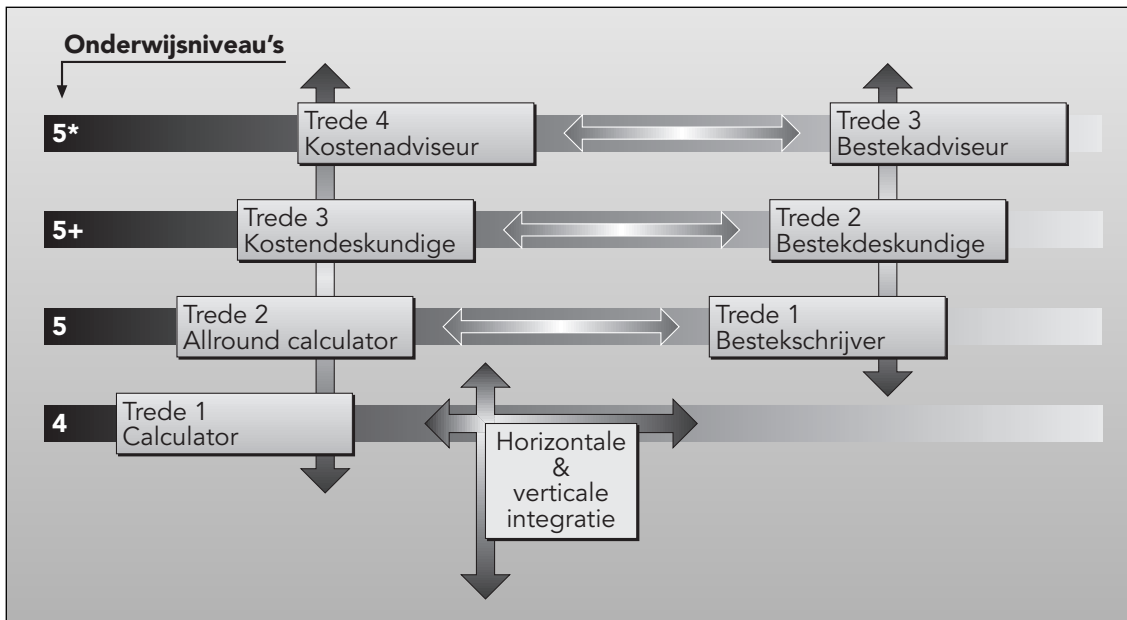 Onderwijsniveau's
5*
Trede 4
Kostenadviseur
Trede 3
Bestekadviseur
5+
Trede 3
Kostendeskundige
Trede 2
Bestekdeskundige
5
Trede 2
Allround calculator
Trede 1
Bestekschrijver
4
Trede 1
Calculator
Horizontale
&
verticale
integratie